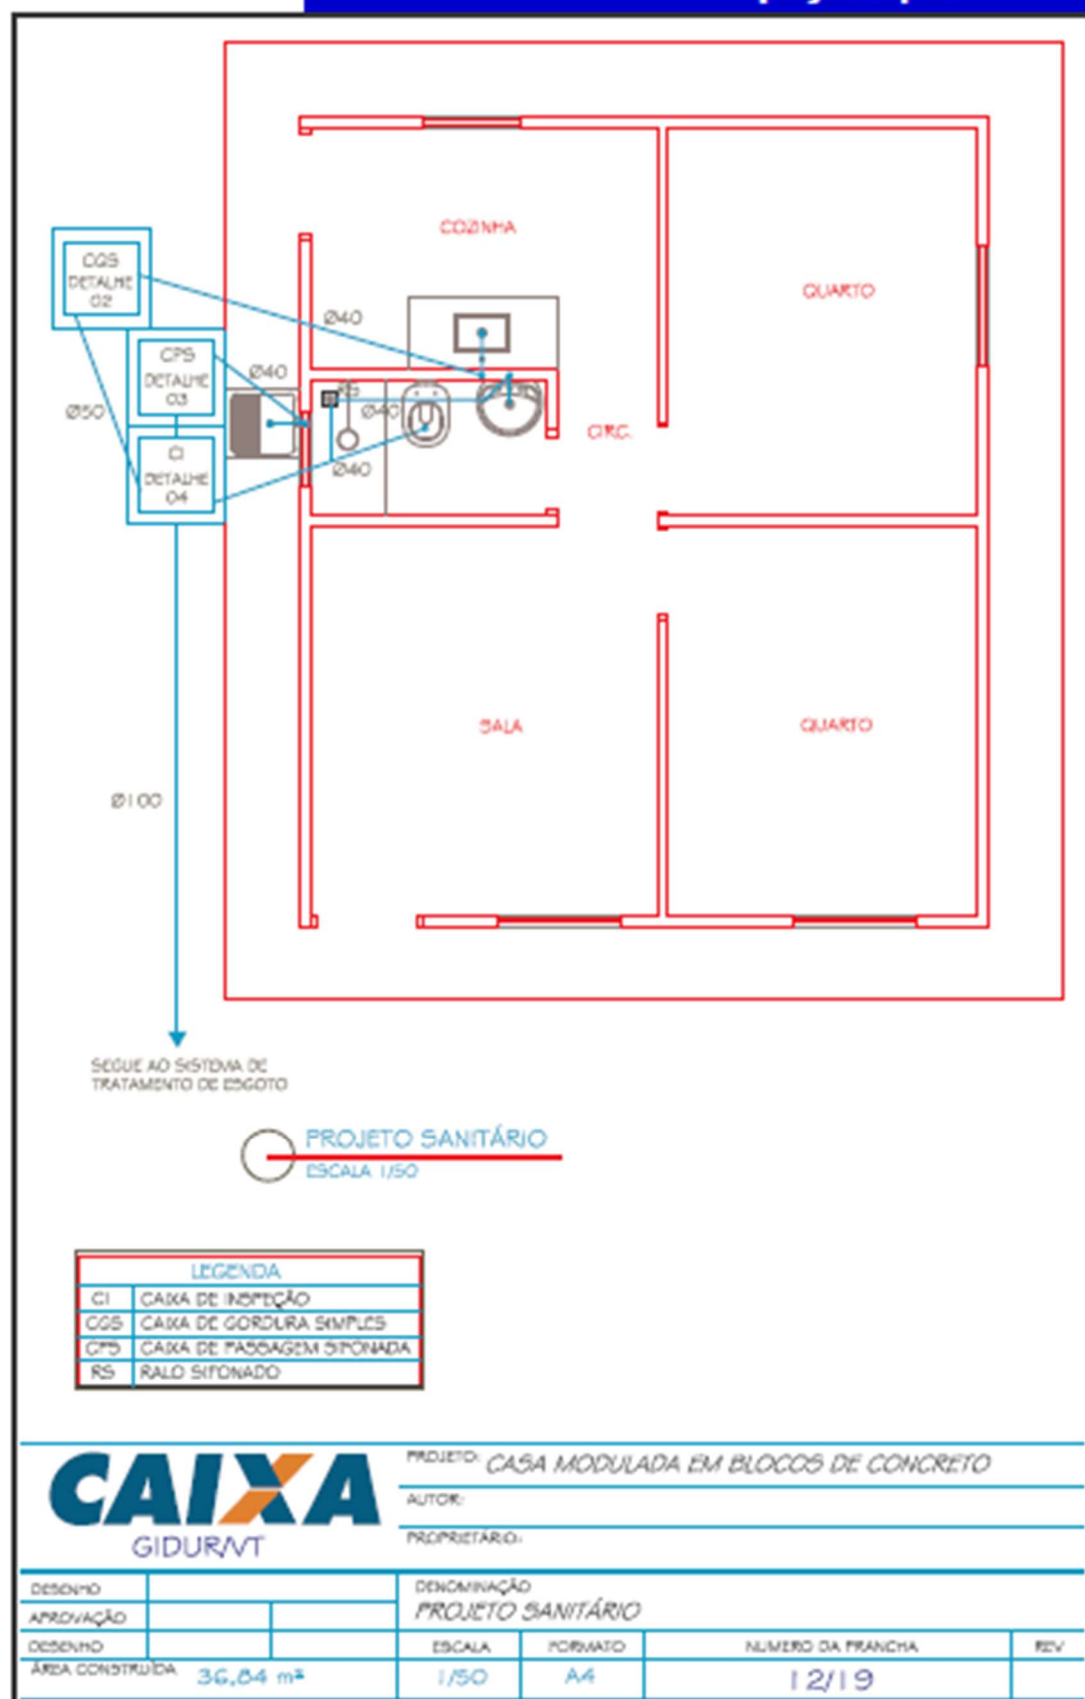 COZINHA
QUARTO
CGS
DETALHE
02
Ø40
CPS
DETALHE
03
Ø40
RS
Ø50
Ø40
CIRC.
CI
DETALHE
04
Ø40
SALA
QUARTO
Ø100
SEGUE AO SISTEMA DE
TRATAMENTO DE ESGOTO
PROJETO SANITÁRIO
ESCALA 1/50
LEGENDA
CI CAIXA DE INSPEÇÃO
CGS CAIXA DE GORDURA SIMPLES
CPS CAIXA DE PASSAGEM SIFONADA
RS RALO SIFONADO
CAIXA
GIDUR/VT
PROJETO: CASA MODULADA EM BLOCOS DE CONCRETO
AUTOR:
PROPRIETÁRIO:
DESENHO
APROVAÇÃO
DESENHO
DENOMINAÇÃO
PROJETO SANITÁRIO
ESCALA FORMATO NUMERO DA PRANCHA REV
ÁREA CONSTRUÍDA 36,84 m² 1/50 A4 12/19